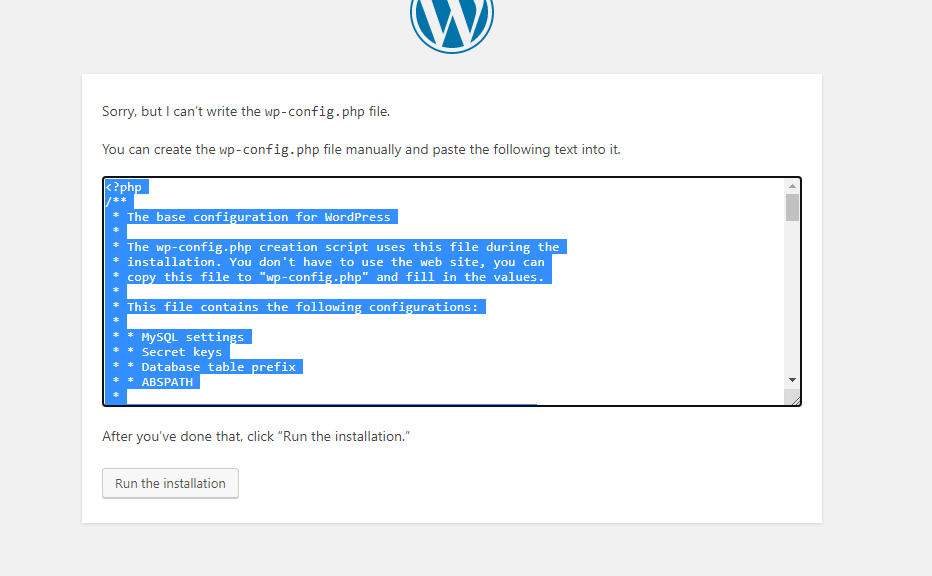 Sorry, but I can't write the wp-config.php file.
You can create the wp-config.php file manually and paste the following text into it.
<?php
/**
 * The base configuration for WordPress
 *
 * The wp-config.php creation script uses this file during the
 * installation. You don't have to use the web site, you can
 * copy this file to "wp-config.php" and fill in the values.
 *
 * This file contains the following configurations:
 *
 * * MySQL settings
 * * Secret keys
 * * Database table prefix
 * * ABSPATH
 *
After you've done that, click “Run the installation.”
Run the installation